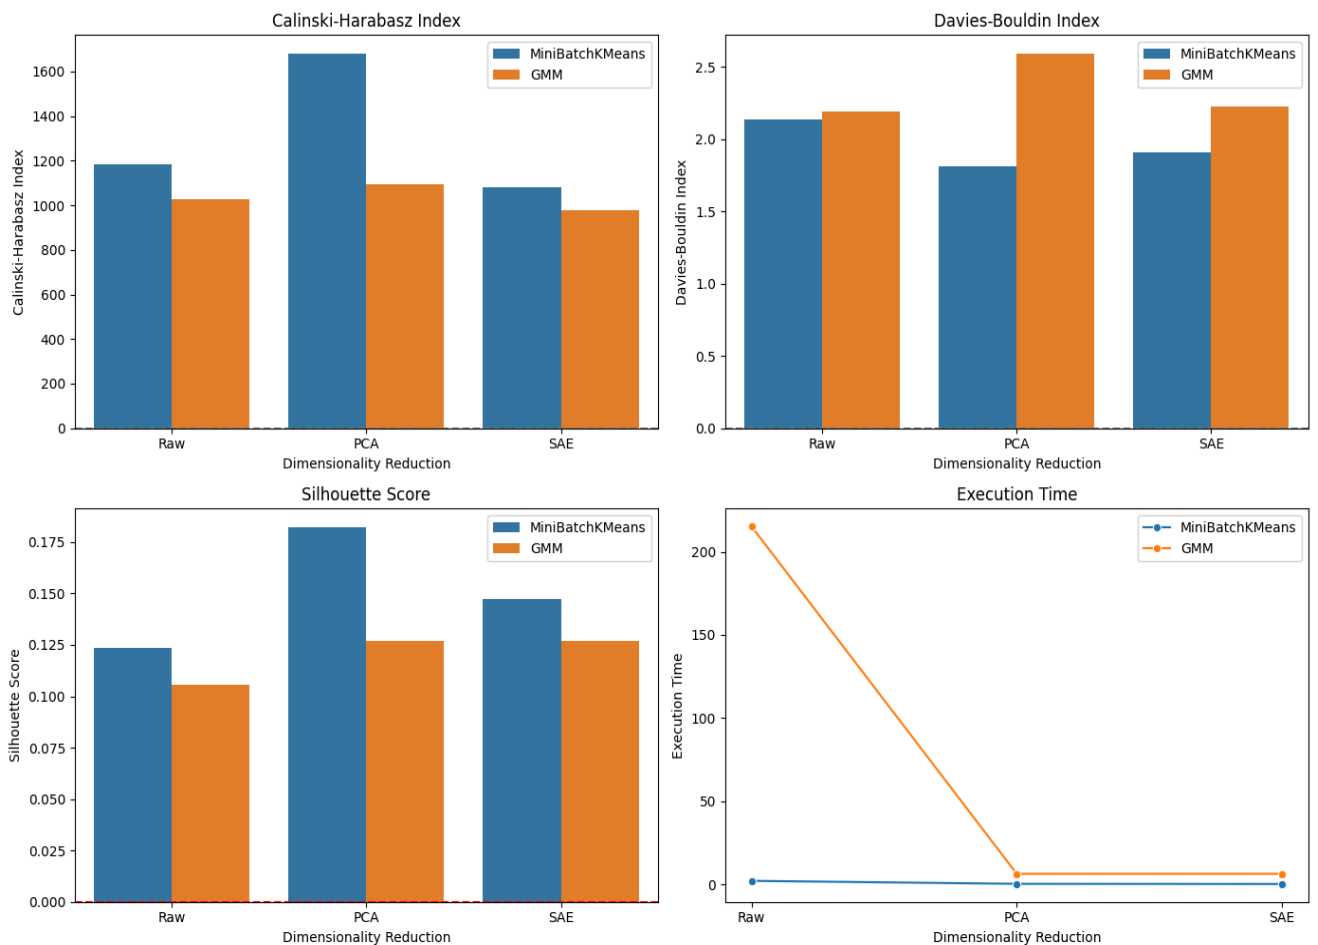 Calinski-Harabasz Index
Calinski-Harabasz Index
1600
1400
1200
1000
800
600
400
200
0
MiniBatchKMeans
GMM
Raw
PCA
SAE
Dimensionality Reduction
Davies-Bouldin Index
Davies-Bouldin Index
2.5
2.0
1.5
1.0
0.5
0.0
MiniBatchKMeans
GMM
Raw
PCA
SAE
Dimensionality Reduction
Silhouette Score
Silhouette Score
0.175
0.150
0.125
0.100
0.075
0.050
0.025
0.000
MiniBatchKMeans
GMM
Raw
PCA
SAE
Dimensionality Reduction
Execution Time
Execution Time
200
150
100
50
0
MiniBatchKMeans
GMM
Raw
PCA
SAE
Dimensionality Reduction